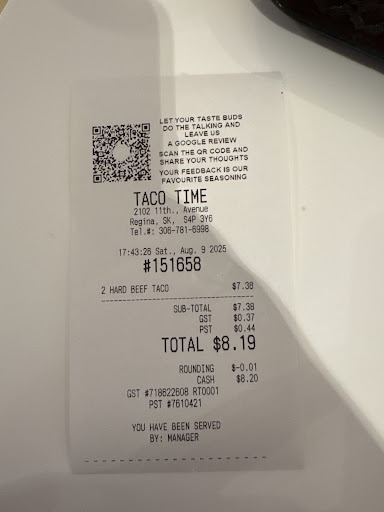 LET YOUR TASTE BUDS
DO THE TALKING AND
LEAVE US
A GOOGLE REVIEW
SCAN THE QR CODE AND
SHARE YOUR THOUGHTS
YOUR FEEDBACK IS OUR
FAVOURITE SEASONING
TACO TIME
2102 11th., Avenue
Regina, SK, S4P 3Y6
Tel.#: 306-781-6998
17:43:26 Sat., Aug. 9 2025
#151658
2 HARD BEEF TACO $7.38
SUB-TOTAL $7.38
GST $0.37
PST $0.44
TOTAL $8.19
ROUNDING $-0.01
CASH $8.20
GST #718622608 RT0001
PST #7610421
YOU HAVE BEEN SERVED
BY: MANAGER